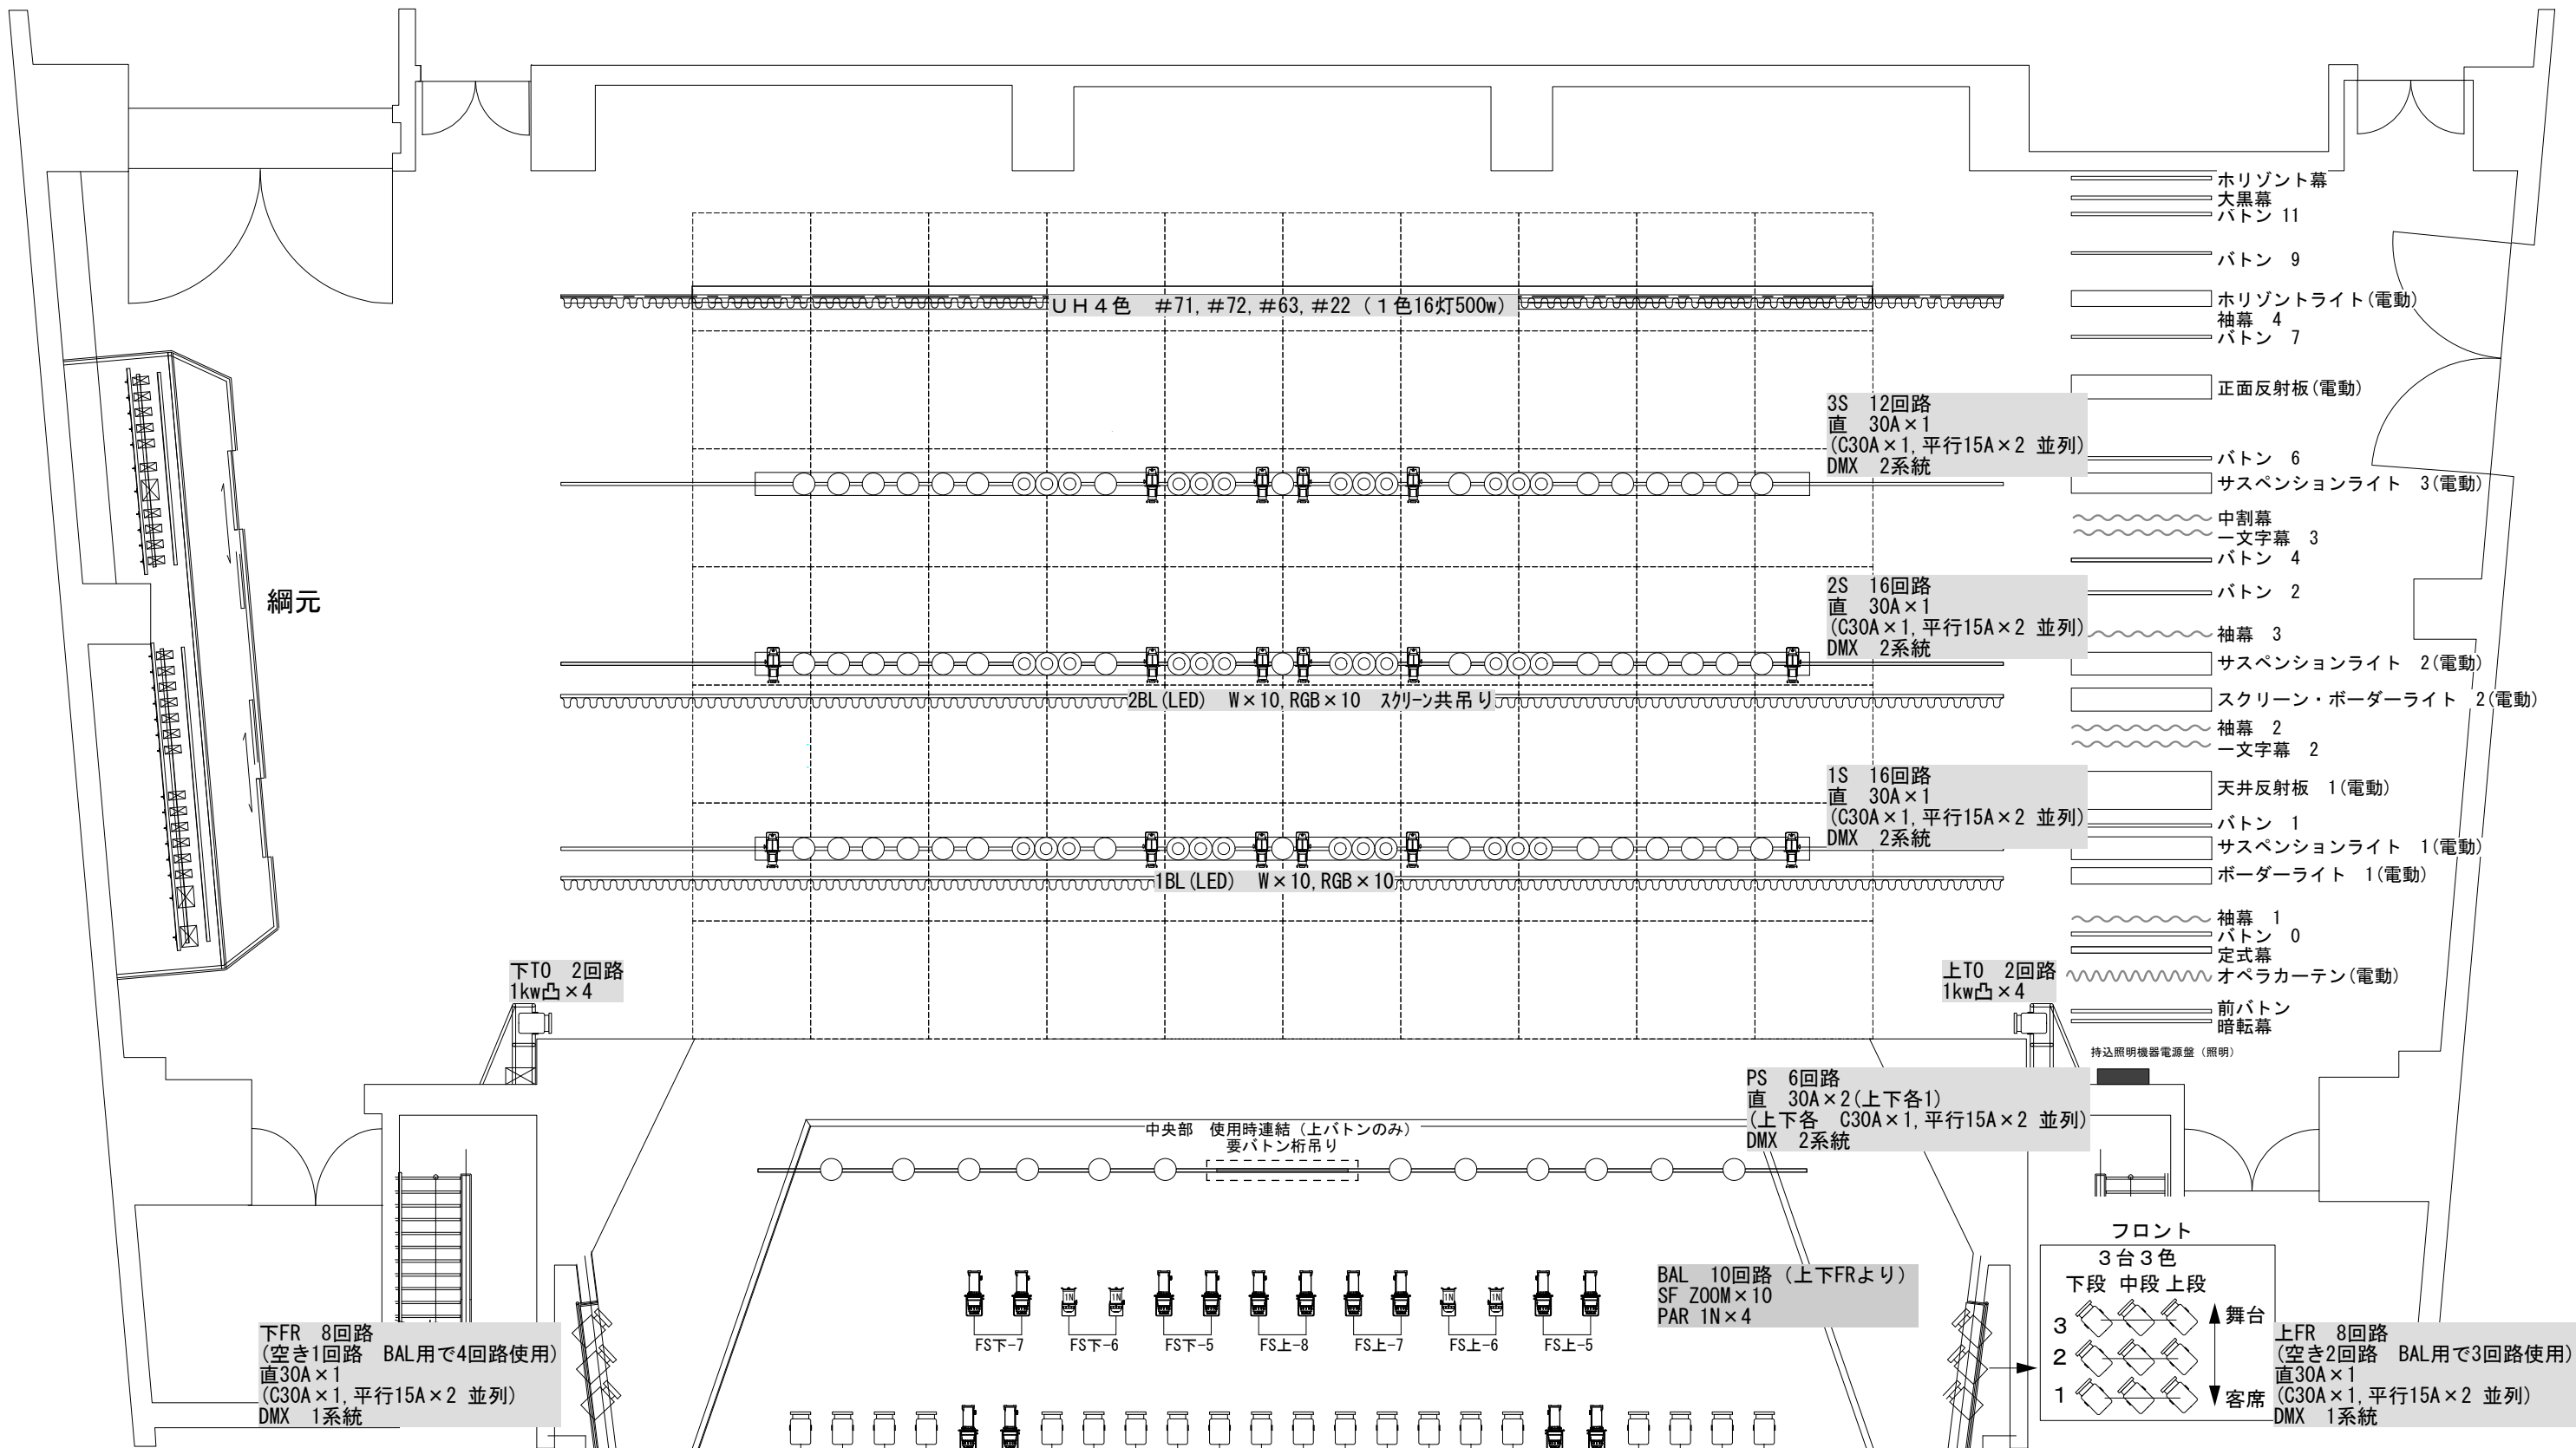 ホリゾント幕
大黒幕
バトン 11
バトン 9
UH4色 #71,#72,#63,#22（1色16灯500w）
ホリゾントライト(電動)
袖幕 4
バトン 7
正面反射板(電動)
3S 12回路
直 30A×1
(C30A×1,平行15A×2 並列)
DMX 2系統
バトン 6
サスペンションライト 3(電動)
中割幕
一文字幕 3
バトン 4
綱元
2S 16回路
直 30A×1
(C30A×1,平行15A×2 並列)
DMX 2系統
バトン 2
袖幕 3
サスペンションライト 2(電動)
2BL(LED) W×10,RGB×10 ｽｸﾘｰﾝ共吊り
スクリーン・ボーダーライト 2(電動)
袖幕 2
一文字幕 2
1S 16回路
直 30A×1
(C30A×1,平行15A×2 並列)
DMX 2系統
天井反射板 1(電動)
バトン 1
サスペンションライト 1(電動)
1BL(LED) W×10,RGB×10
ボーダーライト 1(電動)
袖幕 1
バトン 0
定式幕
オペラカーテン(電動)
前バトン
暗転幕
下TO 2回路
1kw凸×4
上TO 2回路
1kw凸×4
持込照明機器電源盤（照明）
PS 6回路
直 30A×2(上下各1)
(上下各 C30A×1,平行15A×2 並列)
DMX 2系統
中央部 使用時連結（上バトンのみ）
要バトン桁吊り
BAL 10回路（上下FRより）
SF ZOOM×10
PAR 1N×4
1N
1N
1N
1N
FS下-7
FS下-6
FS下-5
FS上-8
FS上-7
FS上-6
FS上-5
下FR 8回路
(空き1回路 BAL用で4回路使用)
直30A×1
(C30A×1,平行15A×2 並列)
DMX 1系統
フロント
3台3色
下段 中段 上段
3
2
1
舞台
客席
上FR 8回路
(空き2回路 BAL用で3回路使用)
直30A×1
(C30A×1,平行15A×2 並列)
DMX 1系統